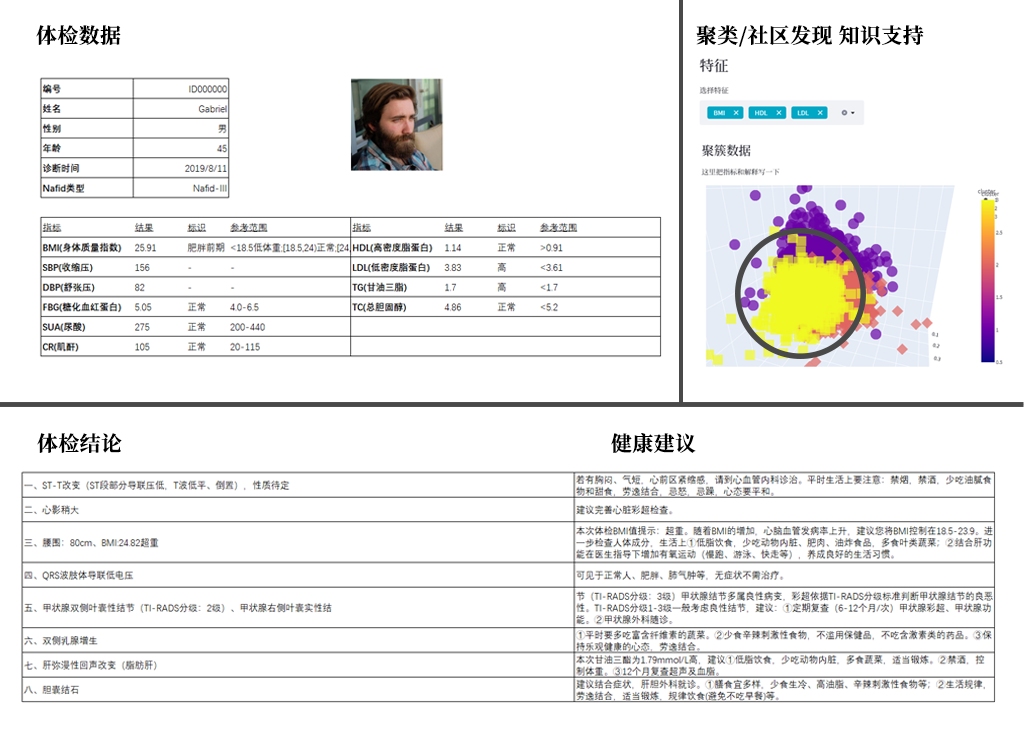 体检数据
编号 ID000000
姓名 Gabriel
性别 男
年龄 45
诊断时间 2019/8/11
Nafid类型 Nafid-III
指标 结果 标识 参考范围 指标 结果 标识 参考范围
BMI(身体质量指数) 25.91 肥胖前期 <18.5低体重;[18.5,24)正常;[24, HDL(高密度脂蛋白) 1.14 正常 >0.91
SBP(收缩压) 156 - - LDL(低密度脂蛋白) 3.83 高 <3.61
DBP(舒张压) 82 - - TG(甘油三脂) 1.7 高 <1.7
FBG(糖化血红蛋白) 5.05 正常 4.0-6.5 TC(总胆固醇) 4.86 正常 <5.2
SUA(尿酸) 275 正常 200-440
CR(肌酐) 105 正常 20-115
聚类/社区发现 知识支持
特征
选择特征
BMI × HDL × LDL ×
聚簇数据
这里把指标和解释写一下
cluster
cluster
3
2.5
2
1.5
1
0.5
体检结论 健康建议
一、ST-T改变（ST段部分导联压低，T波低平、倒置），性质待定
若有胸闷、气短，心前区紧缩感，请到心血管内科诊治。平时生活上要注意：禁烟，禁酒，少吃油腻食
物和甜食，劳逸结合，忌怒，忌躁，心态要平和。
二、心影稍大
建议完善心脏彩超检查。
三、腰围：80cm、BMI:24.82超重
本次体检BMI值提示：超重。随着BMI的增加，心脑血管发病率上升，建议您将BMI控制在18.5-23.9。进
一步检查人体成分，生活上①低脂饮食，少吃动物内脏、肥肉、油炸食品，多食叶类蔬菜；②结合肝功
能在医生指导下增加有氧运动（慢跑、游泳、快走等），养成良好的生活习惯。
四、QRS波肢体导联低电压
可见于正常人、肥胖、肺气肿等，无症状不需治疗。
五、甲状腺双侧叶囊性结节（TI-RADS分级：2级）、甲状腺右侧叶囊实性结
节（TI-RADS分级：3级）甲状腺结节多属良性病变，彩超依据TI-RADS分级标准判断甲状腺结节的良恶
性。TI-RADS分级1-3级一般考虑良性结节，建议：①定期复查（6-12个月/次）甲状腺彩超、甲状腺功
能。②甲状腺外科随诊。
六、双侧乳腺增生
①平时要多吃富含纤维素的蔬菜。②少食辛辣刺激性食物，不滥用保健品，不吃含激素类的药品。③保
持乐观健康的心态，劳逸结合。
七、肝弥漫性回声改变（脂肪肝）
本次甘油三酯为1.79mmol/L高，建议①低脂饮食，少吃动物内脏，多食蔬菜，适当锻炼。②禁酒，控
制体重。③12个月复查超声及血脂。
八、胆囊结石
建议结合症状，肝胆外科就诊。①膳食宜多样，少食生冷、高油脂、辛辣刺激性食物等；②生活规律，
劳逸结合，适当锻炼，规律饮食(避免不吃早餐)等。